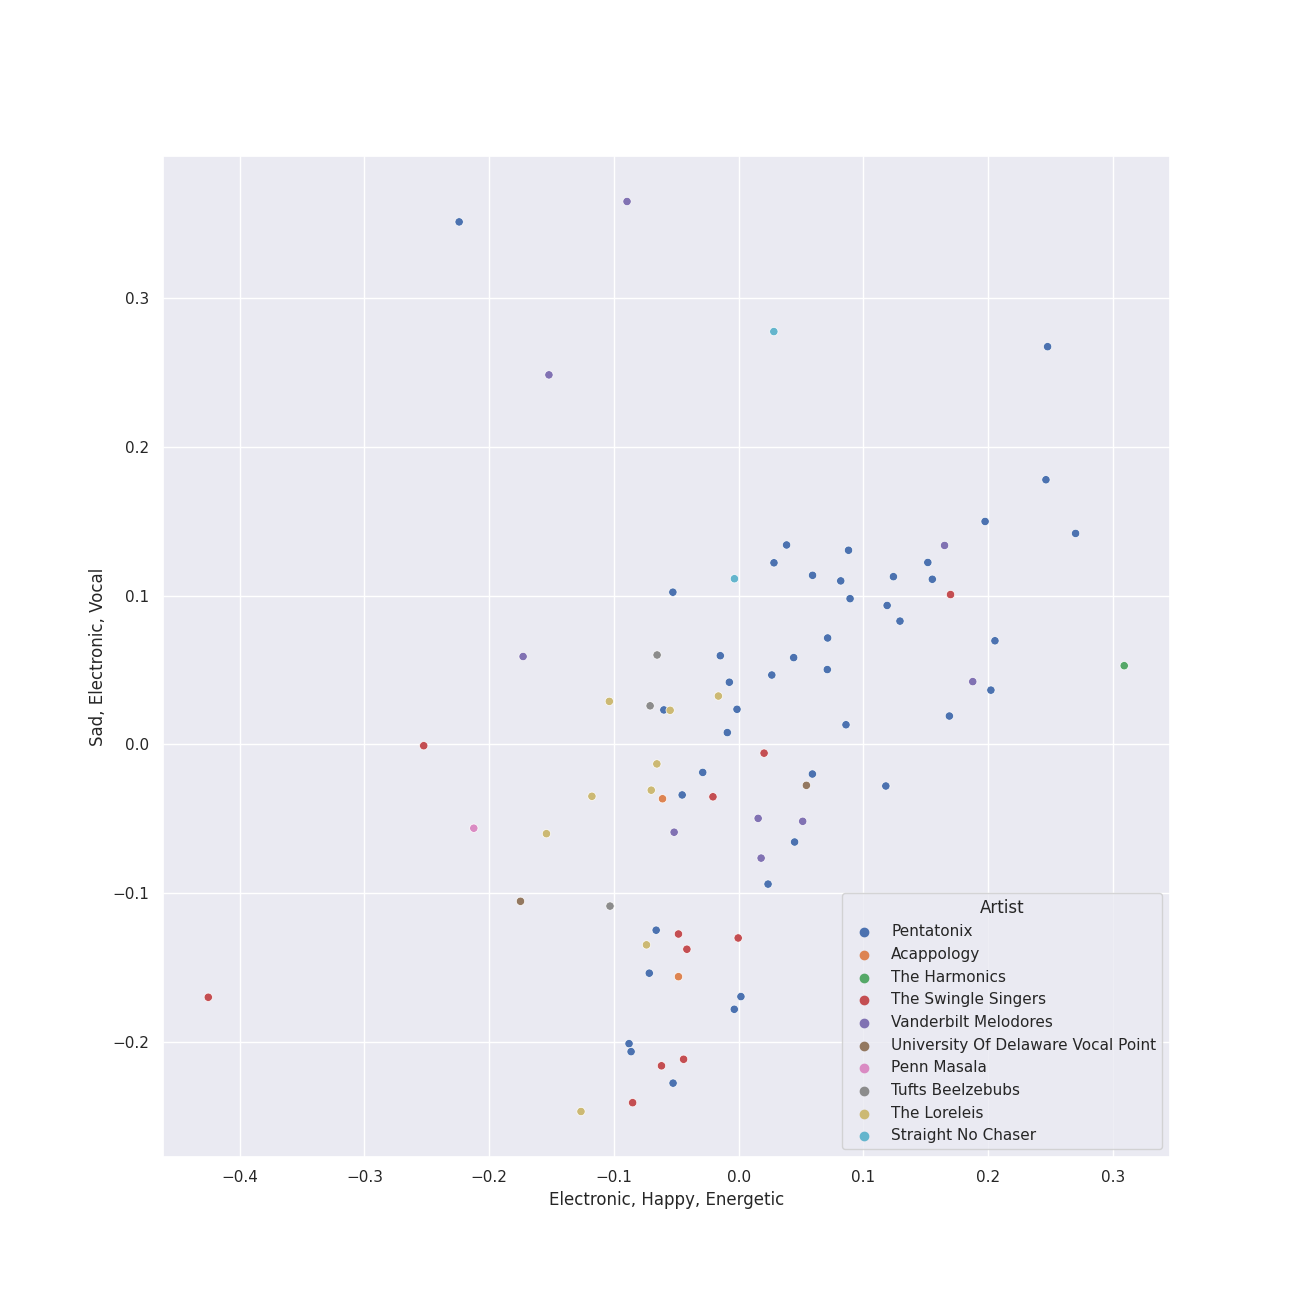 0.3
0.2
0.1
0.0
−0.1
−0.2
Sad, Electronic, Vocal
−0.4
−0.3
−0.2
−0.1
0.0
0.1
0.2
0.3
Electronic, Happy, Energetic
Artist
Pentatonix
Acappology
The Harmonics
The Swingle Singers
Vanderbilt Melodores
University Of Delaware Vocal Point
Penn Masala
Tufts Beelzebubs
The Loreleis
Straight No Chaser